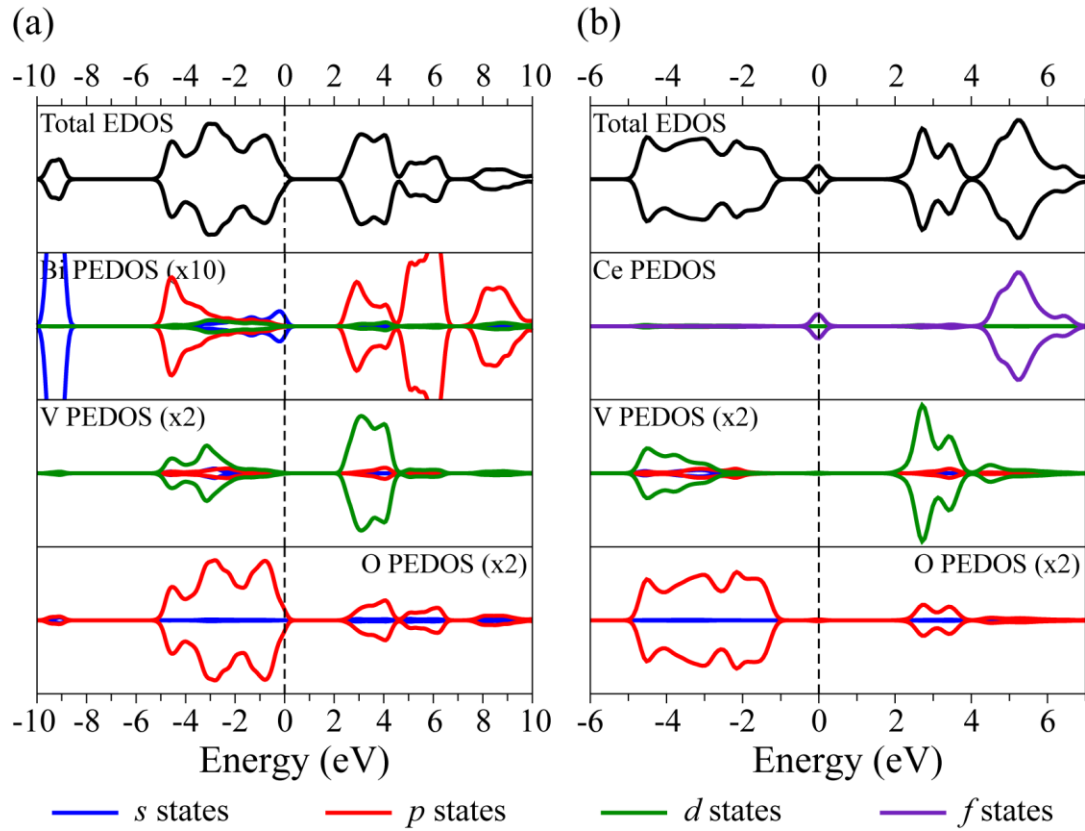 (a)
-10 -8 -6 -4 -2 0 2 4 6 8 10
Total EDOS
Bi PEDOS (x10)
V PEDOS (x2)
O PEDOS (x2)
-10 -8 -6 -4 -2 0 2 4 6 8 10
Energy (eV)
(b)
-6 -4 -2 0 2 4 6
Total EDOS
Ce PEDOS
V PEDOS (x2)
O PEDOS (x2)
-6 -4 -2 0 2 4 6
Energy (eV)
s states p states d states f states